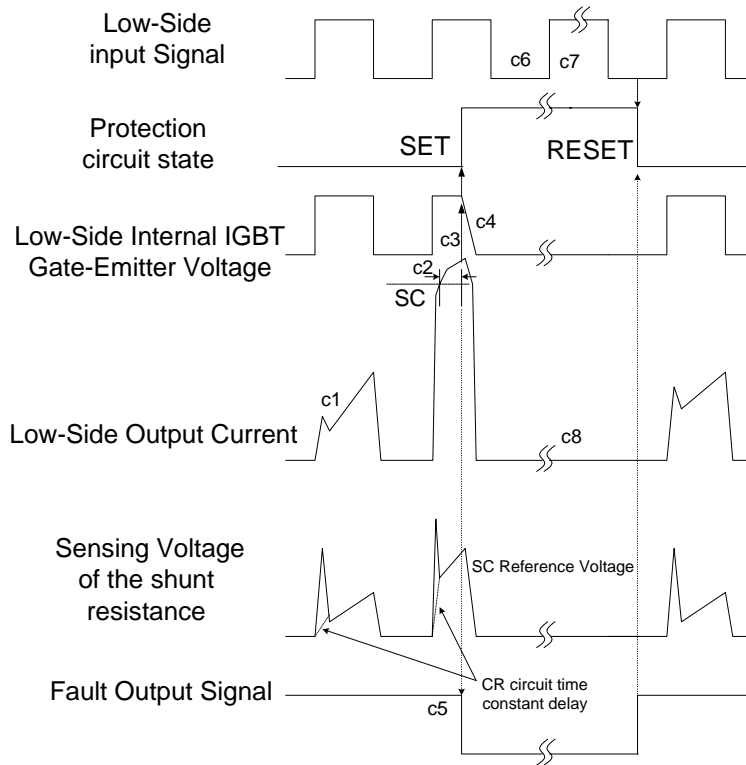 Low-Side
input Signal
c6
c7
Protection
circuit state
SET
RESET
Low-Side Internal IGBT
Gate-Emitter Voltage
c4
c3
c2
SC
c1
Low-Side Output Current
c8
Sensing Voltage
of the shunt
resistance
SC Reference Voltage
CR circuit time
constant delay
Fault Output Signal
c5